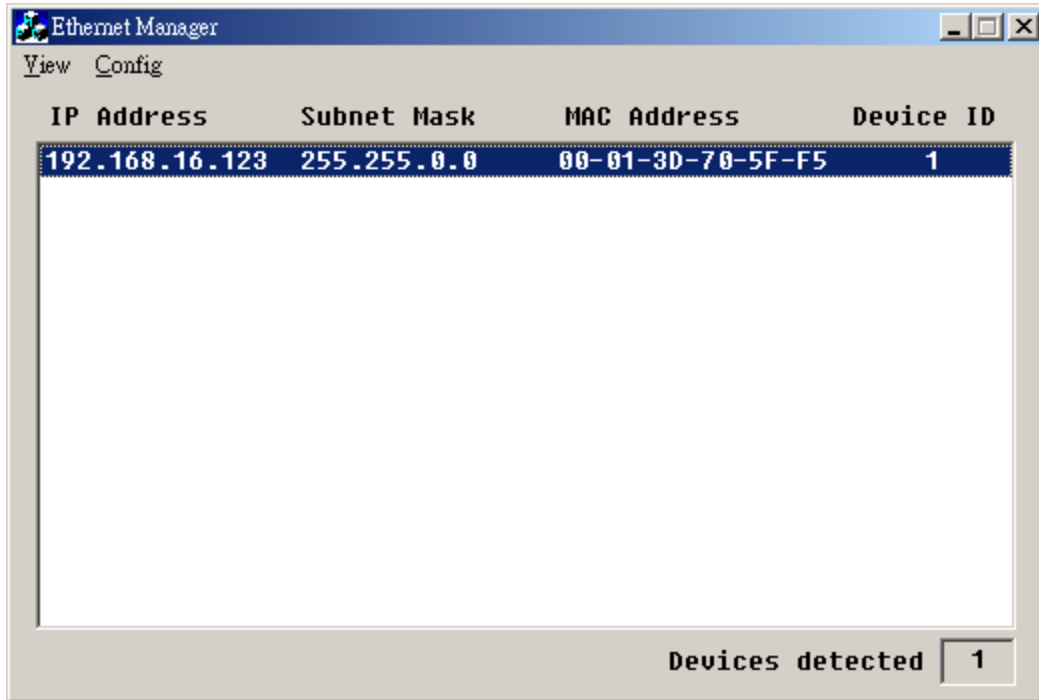 Ethernet Manager
View Config
IP Address Subnet Mask MAC Address Device ID
192.168.16.123 255.255.0.0 00-01-3D-70-5F-F5 1
Devices detected 1